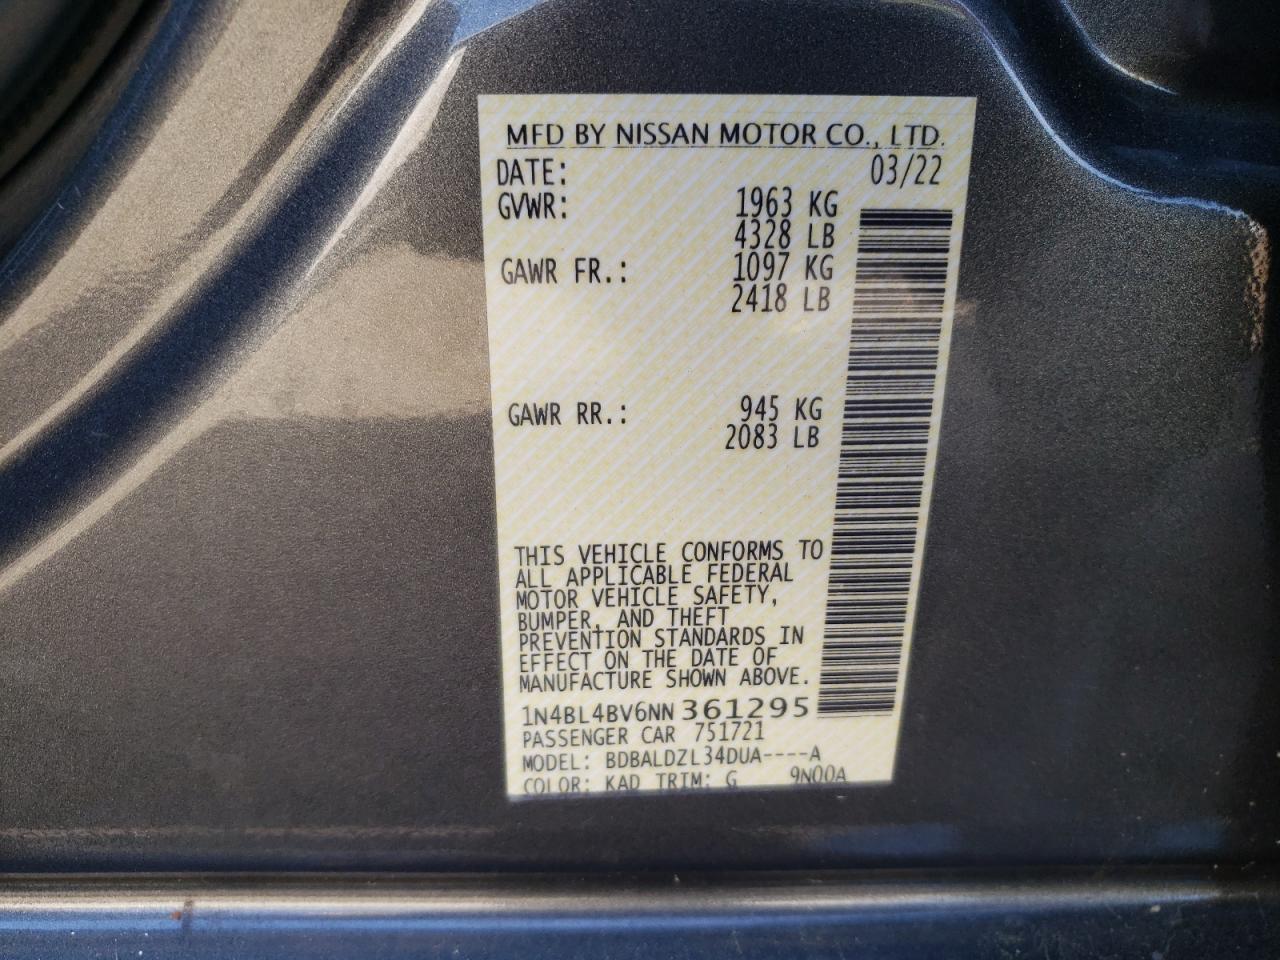 MFD BY NISSAN MOTOR CO., LTD.
DATE: 03/22
GVWR: 1963 KG
4328 LB
GAWR FR.: 1097 KG
2418 LB
GAWR RR.: 945 KG
2083 LB
THIS VEHICLE CONFORMS TO
ALL APPLICABLE FEDERAL
MOTOR VEHICLE SAFETY,
BUMPER, AND THEFT
PREVENTION STANDARDS IN
EFFECT ON THE DATE OF
MANUFACTURE SHOWN ABOVE.
1N4BL4BV6NN361295
PASSENGER CAR 751721
MODEL: BDBALDZL34DUA----A
COLOR: KAD TRIM: G 9N00A